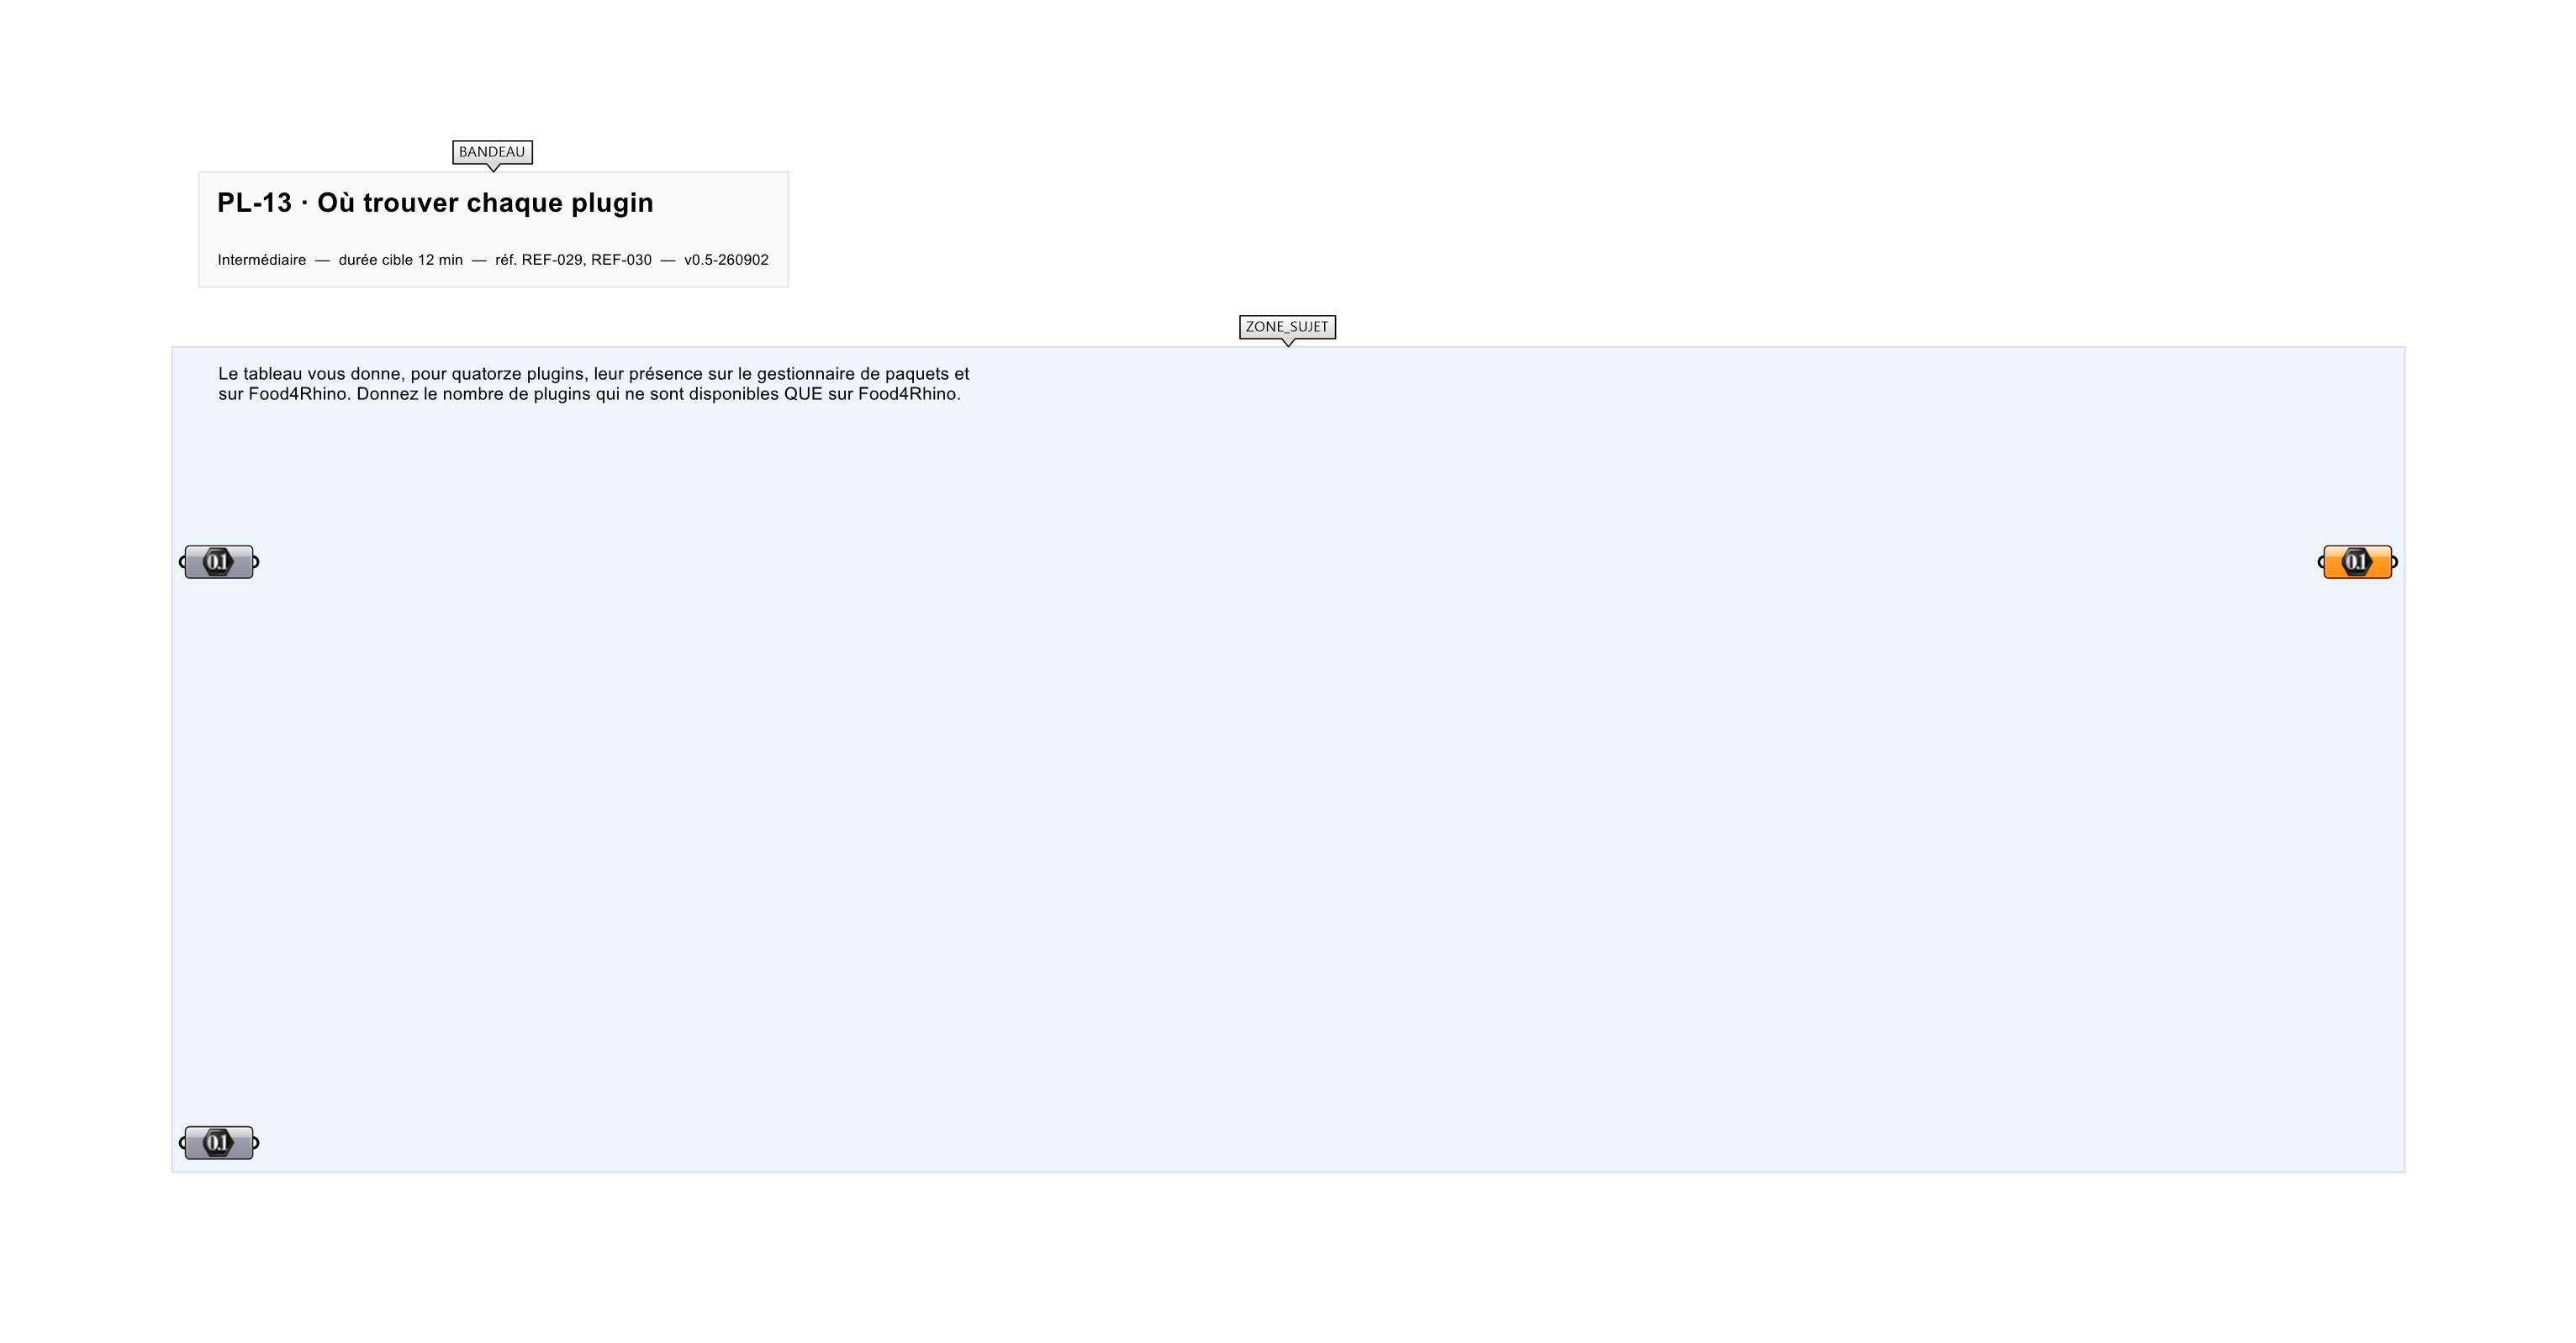 BANDEAU
PL-13 · Où trouver chaque plugin
Intermédiaire — durée cible 12 min — réf. REF-029, REF-030 — v0.5-260902
ZONE_SUJET
Le tableau vous donne, pour quatorze plugins, leur présence sur le gestionnaire de paquets et
sur Food4Rhino. Donnez le nombre de plugins qui ne sont disponibles QUE sur Food4Rhino.
0.1
0.1
0.1